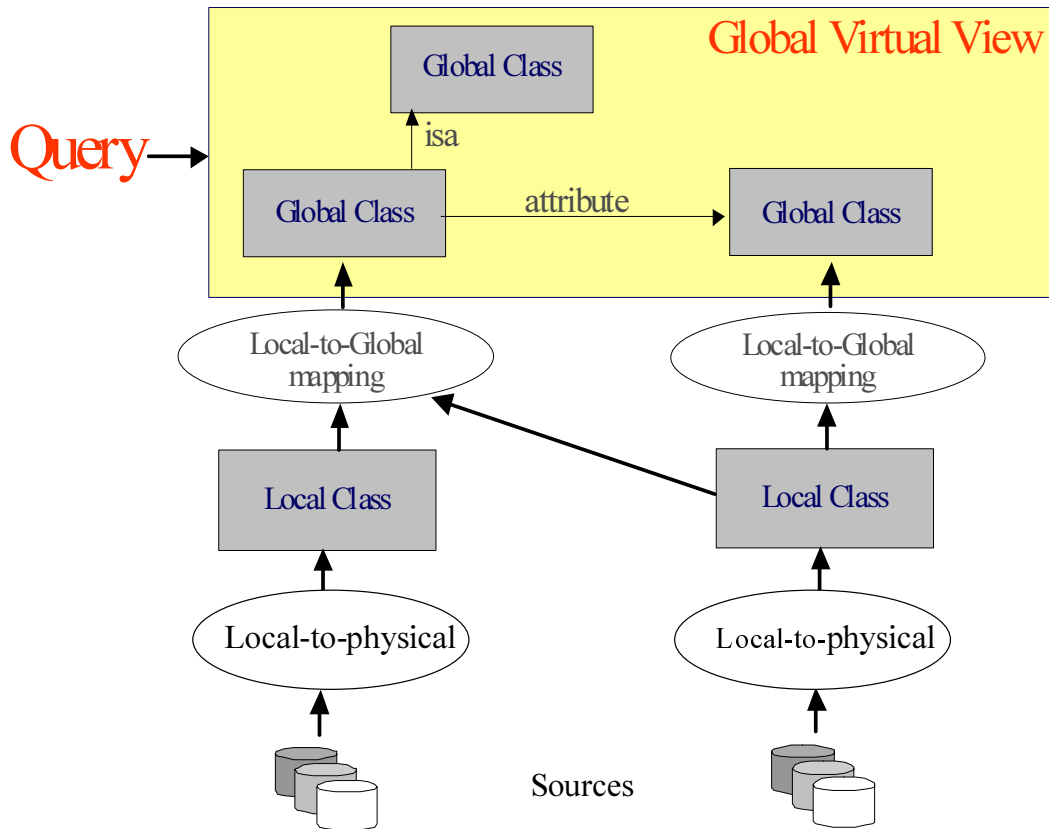 Global Virtual View
Global Class
isa
Query
Global Class
attribute
Global Class
Local-to-Global
mapping
Local-to-Global
mapping
Local Class
Local Class
Local-to-physical
Local-to-physical
Sources